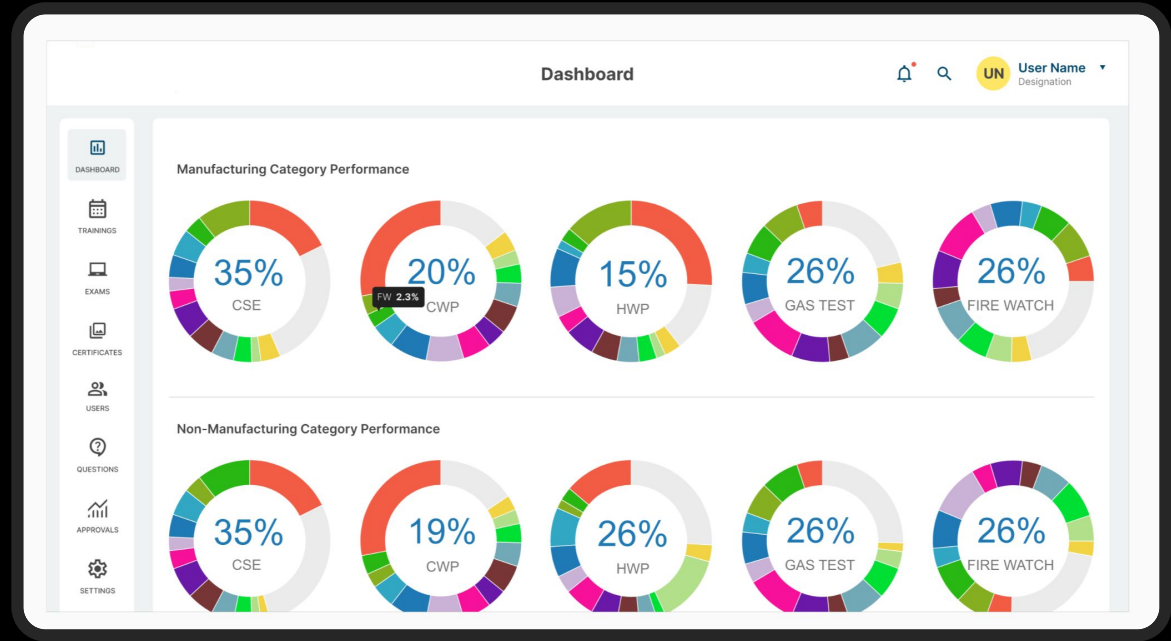 Dashboard
UN
User Name
Designation
DASHBOARD
TRAININGS
EXAMS
CERTIFICATES
USERS
QUESTIONS
APPROVALS
SETTINGS
Manufacturing Category Performance
35%
CSE
20%
CWP
FW 2.3%
15%
HWP
26%
GAS TEST
26%
FIRE WATCH
Non-Manufacturing Category Performance
35%
CSE
19%
CWP
26%
HWP
26%
GAS TEST
26%
FIRE WATCH